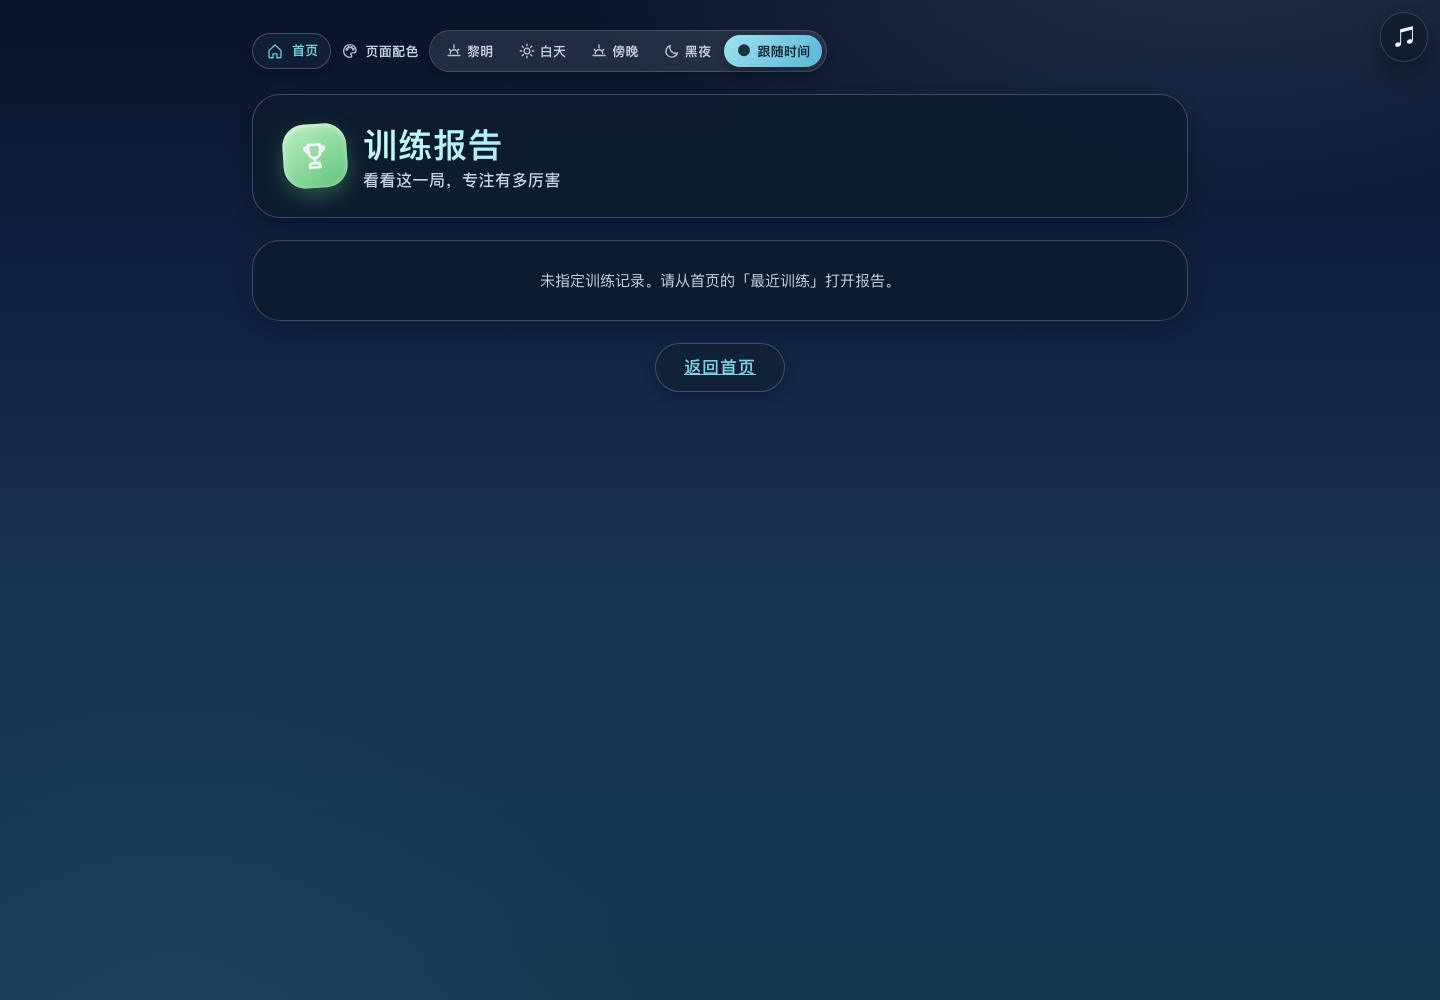 首页
页面配色
黎明
白天
傍晚
黑夜
跟随时间
训练报告
看看这一局，专注有多厉害
未指定训练记录。请从首页的「最近训练」打开报告。
返回首页